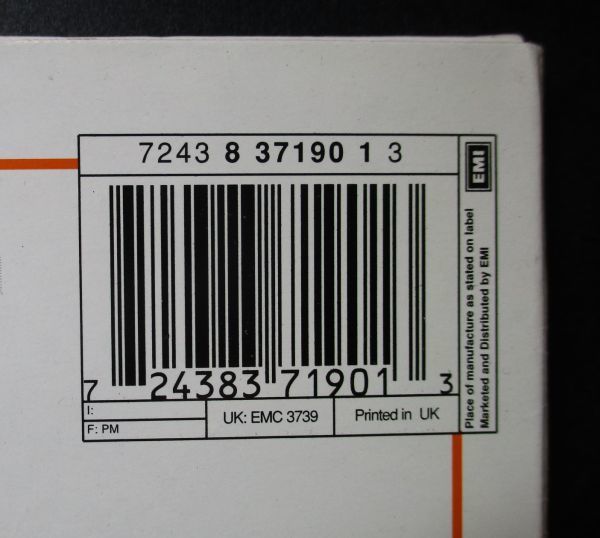 7243 8 37190 1 3
EMI
Place of manufacture as stated on label
Marketed and Distributed by EMI
7 24383 71901 3
I:
F: PM
UK: EMC 3739
Printed in UK